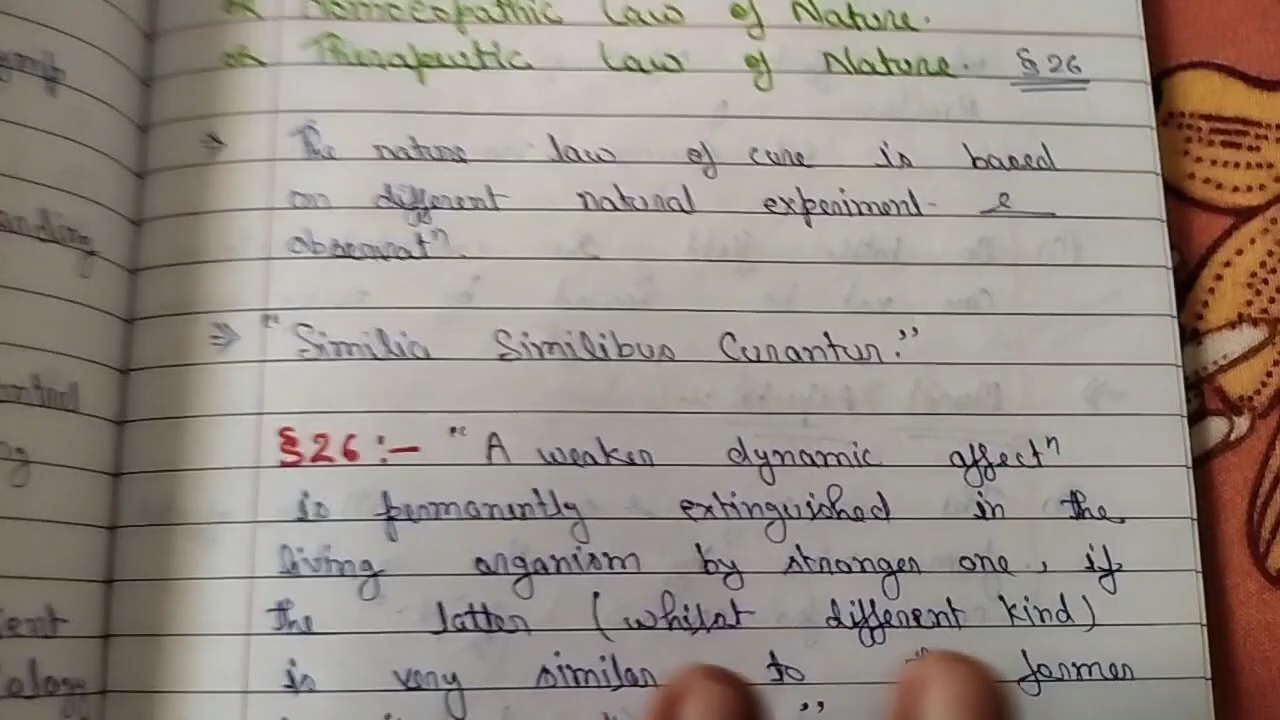 Homoeopathic Law of Nature.
Therapeutic Law of Nature. § 26
⇒ The nature law of cure is based
on different natural experiment &
observatⁿ.
⇒ "Similia Similibus Curantur."
§ 26 :- "A weaker dynamic affectⁿ
is permanently extinguished in the
living organism by stronger one, if
the latter (whilst different kind)
is very similar to former
"